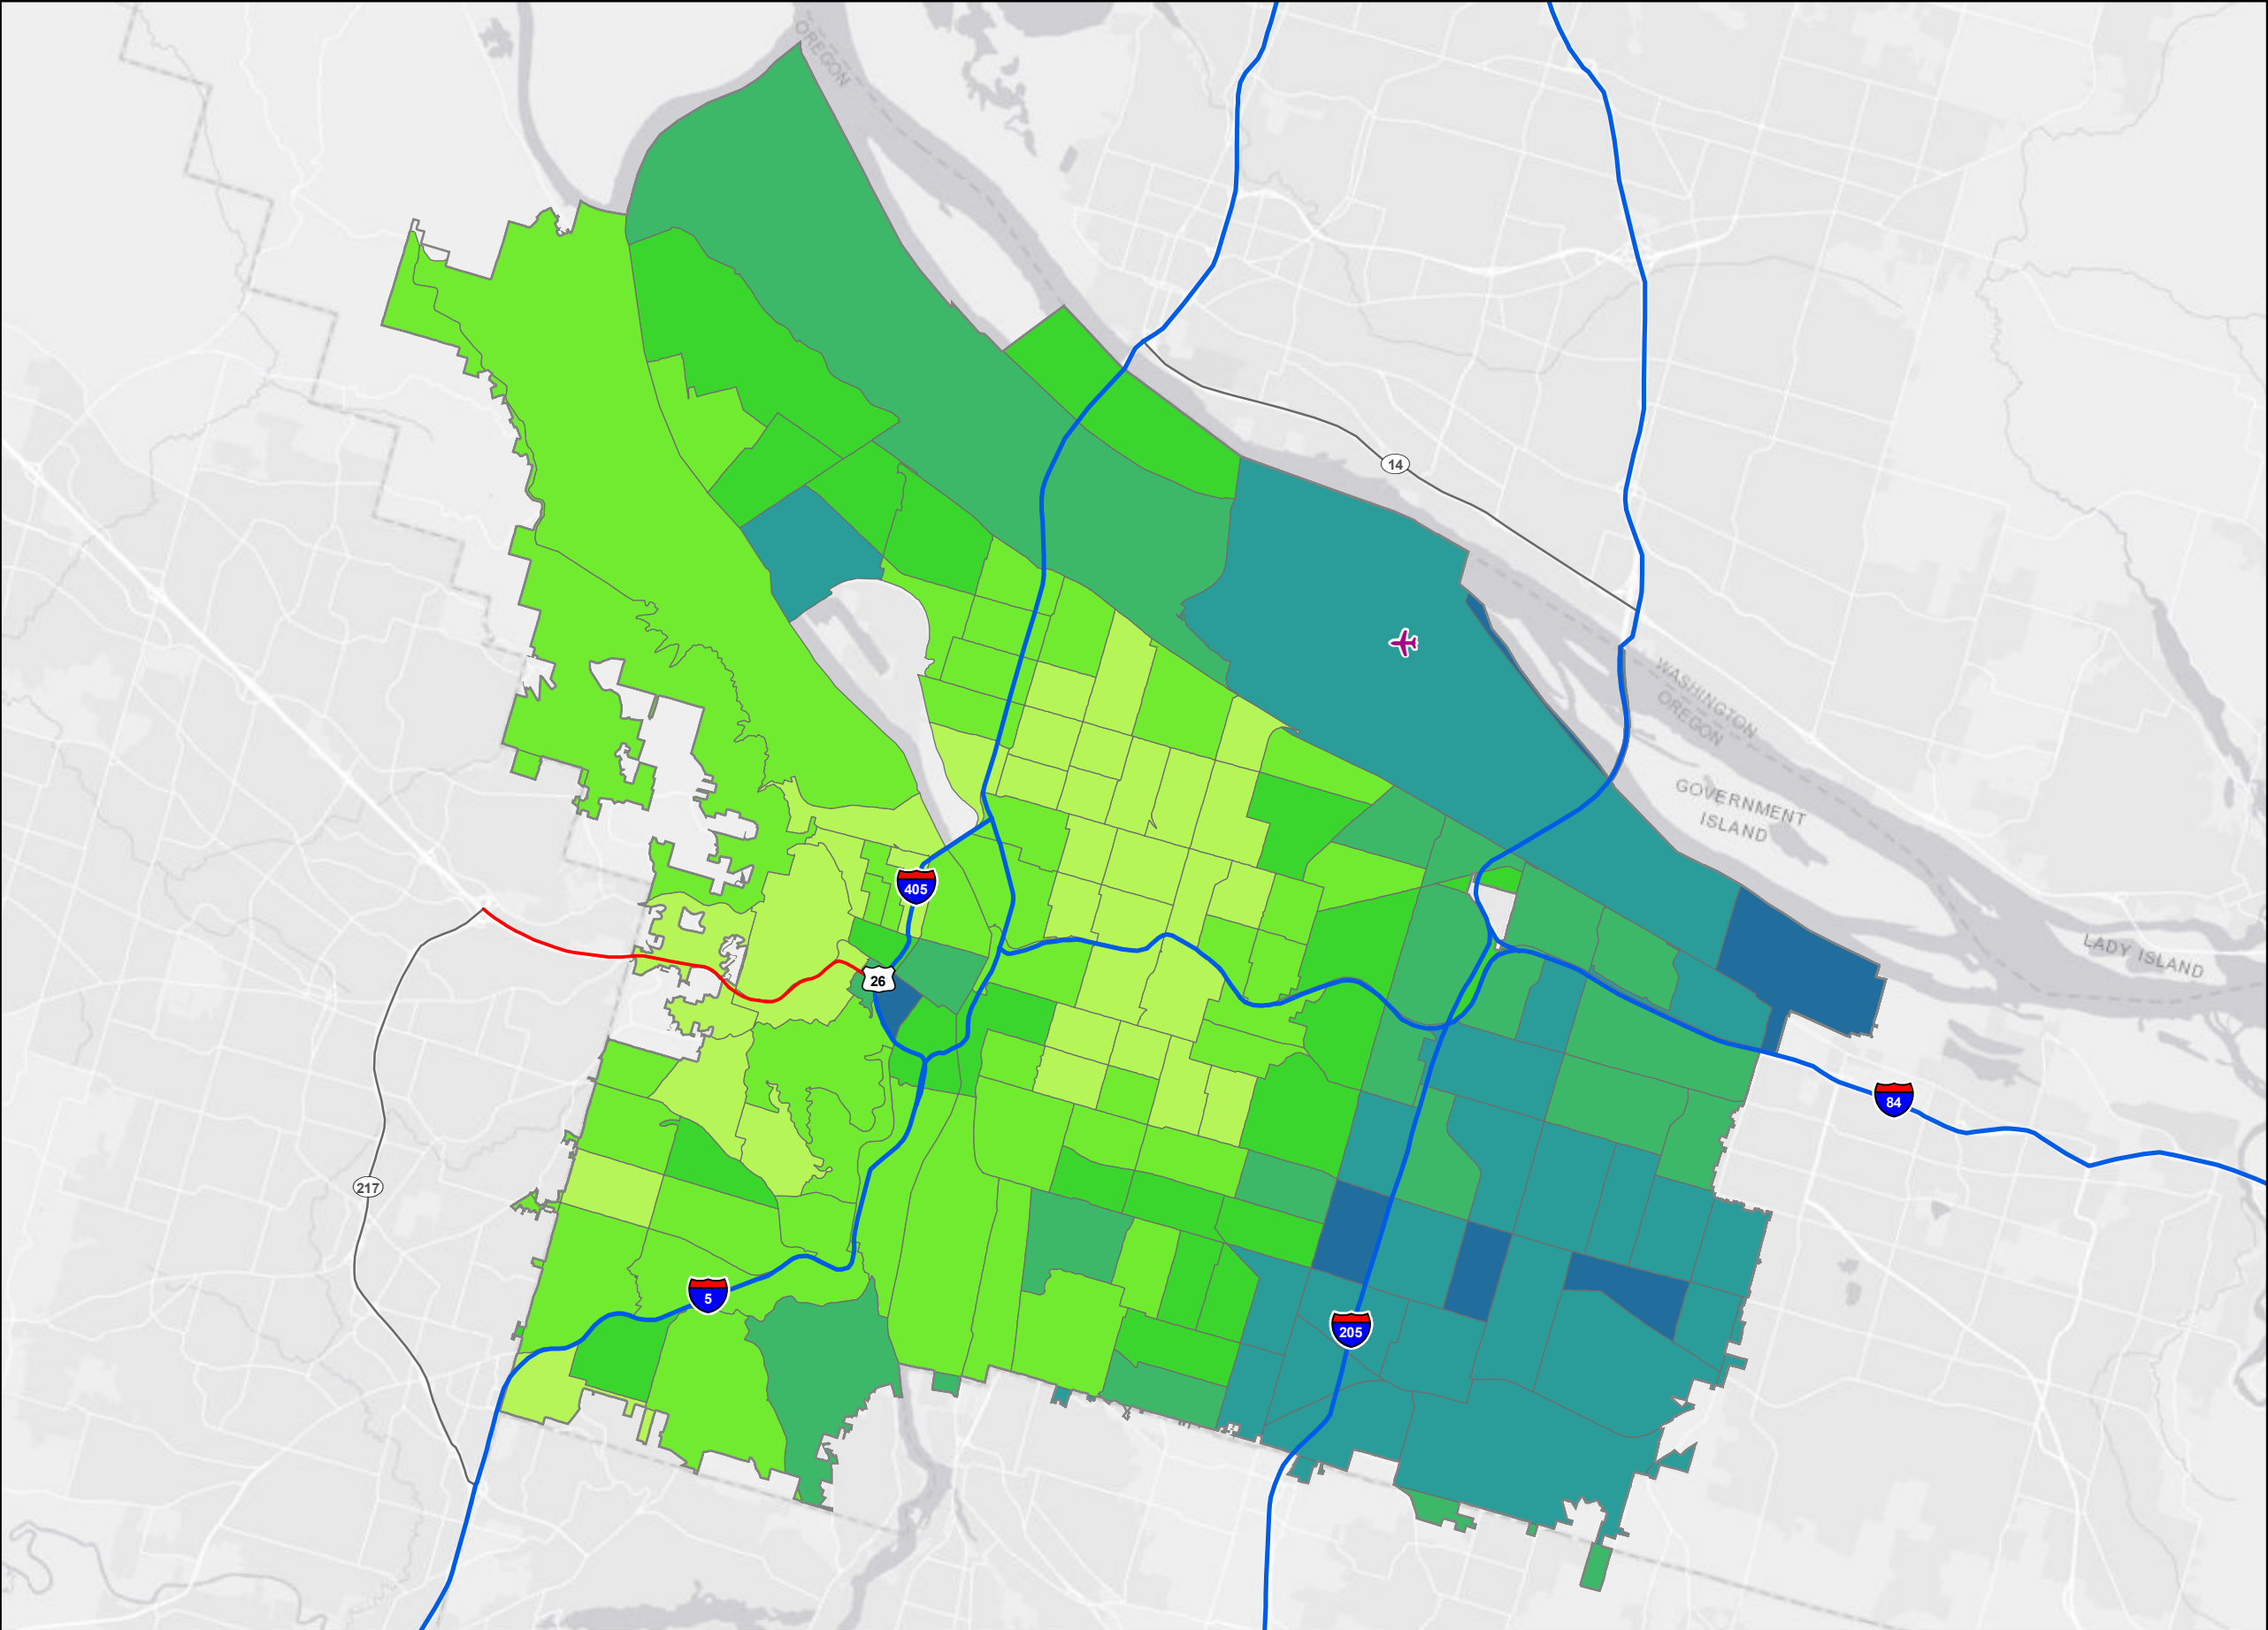 OREGON
14
WASHINGTON
OREGON
GOVERNMENT
ISLAND
405
LADY ISLAND
26
84
217
5
205